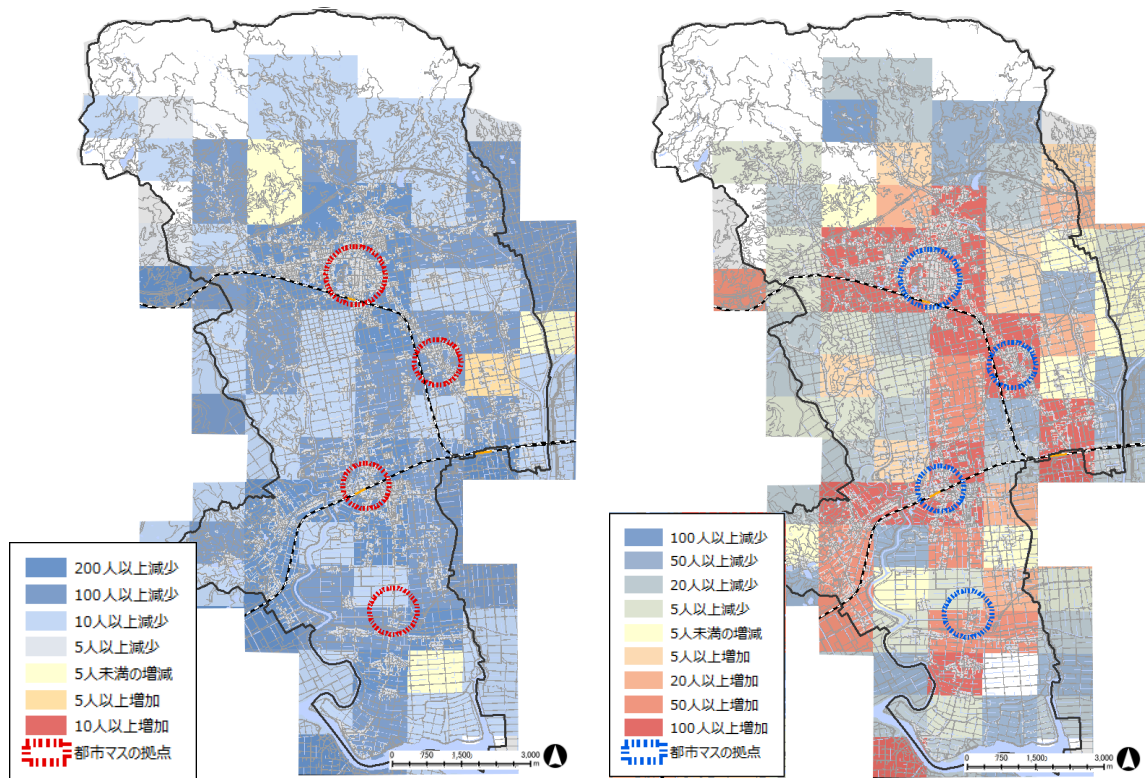 200人以上減少
100人以上減少
10人以上減少
5人以上減少
5人未満の増減
5人以上増加
10人以上増加
都市マスの拠点
0 750 1,500 3,000
m
100人以上減少
50人以上減少
20人以上減少
5人以上減少
5人未満の増減
5人以上増加
20人以上増加
50人以上増加
100人以上増加
都市マスの拠点
0 750 1,500 3,000
m